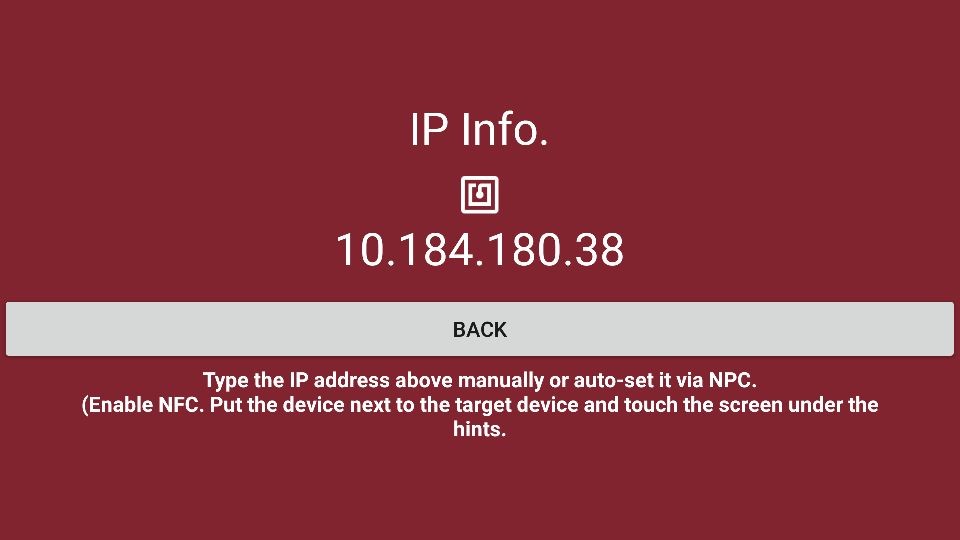 IP Info.
10.184.180.38
BACK
Type the IP address above manually or auto-set it via NPC.
(Enable NFC. Put the device next to the target device and touch the screen under the
hints.